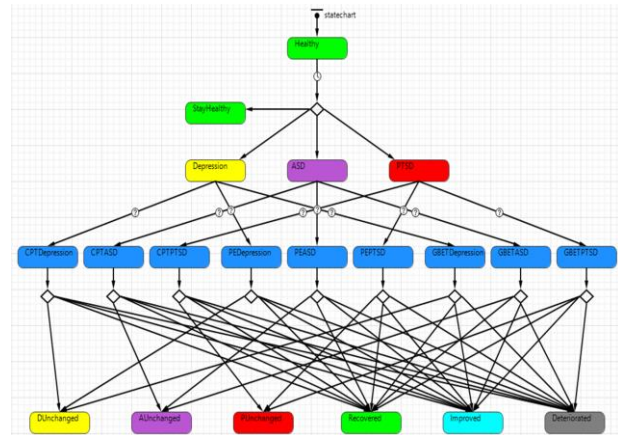 statechart
Healthy
StayHealthy
Depression
ASD
PTSD
?
?
?
?
?
?
?
?
?
CPTDepression
CPTASD
CPTPTSD
PEDepression
PEASD
PEPTSD
GBETDepression
GBETASD
GBETPTSD
DUnchanged
AUnchanged
PUnchanged
Recovered
Improved
Deteriorated